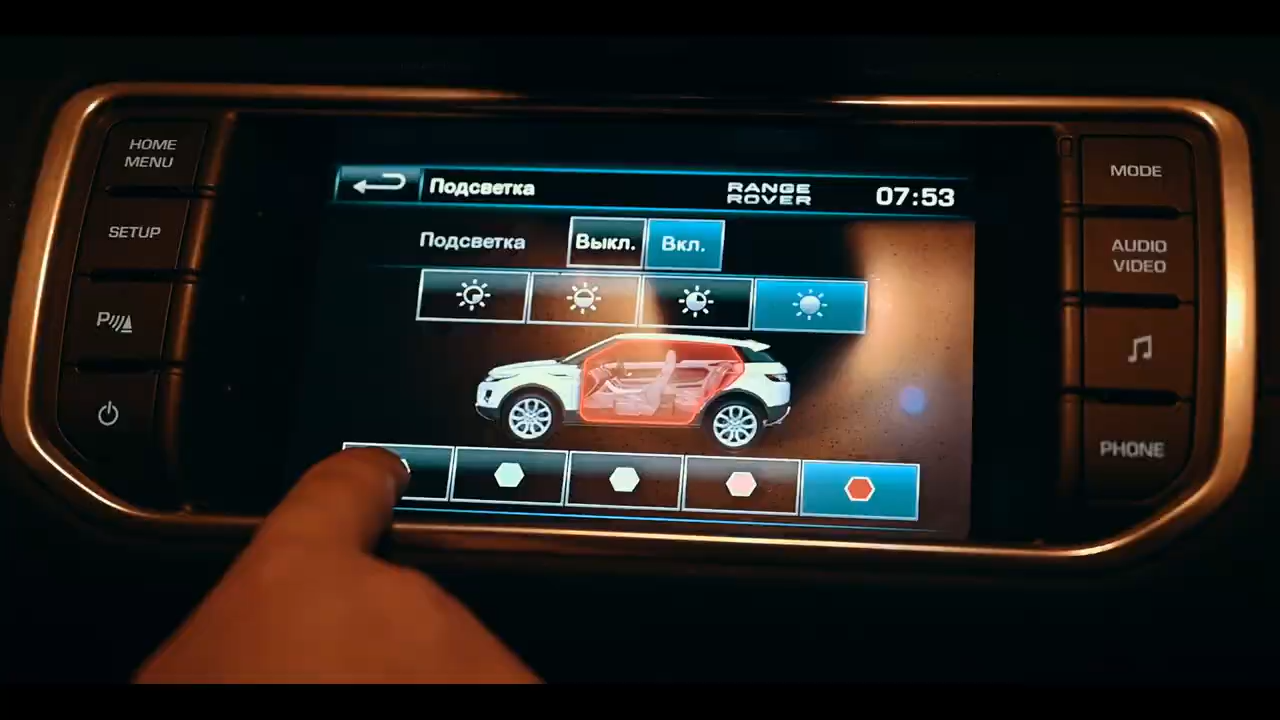 HOME
MENU
SETUP
P
Подсветка
RANGE
ROVER
07:53
Подсветка
Выкл.
Вкл.
MODE
AUDIO
VIDEO
PHONE